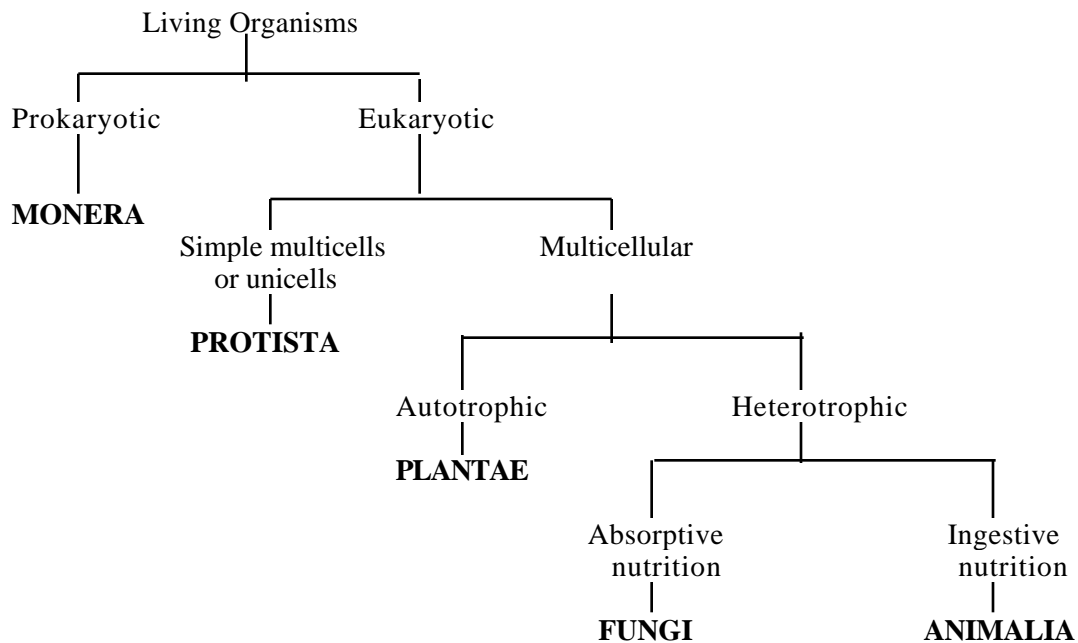 Living Organisms
Prokaryotic
Eukaryotic
MONERA
Simple multicells
or unicells
Multicellular
PROTISTA
Autotrophic
Heterotrophic
PLANTAE
Absorptive
nutrition
Ingestive
nutrition
FUNGI
ANIMALIA